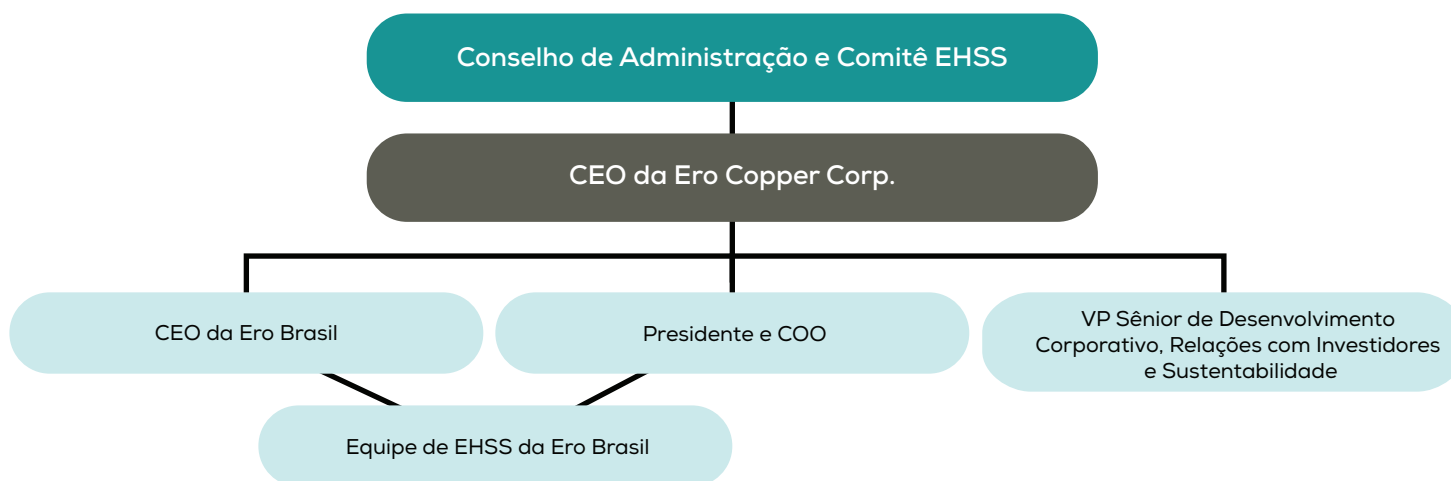 Conselho de Administração e Comitê EHSS
CEO da Ero Copper Corp.
CEO da Ero Brasil
Presidente e COO
VP Sênior de Desenvolvimento
Corporativo, Relações com Investidores
e Sustentabilidade
Equipe de EHSS da Ero Brasil